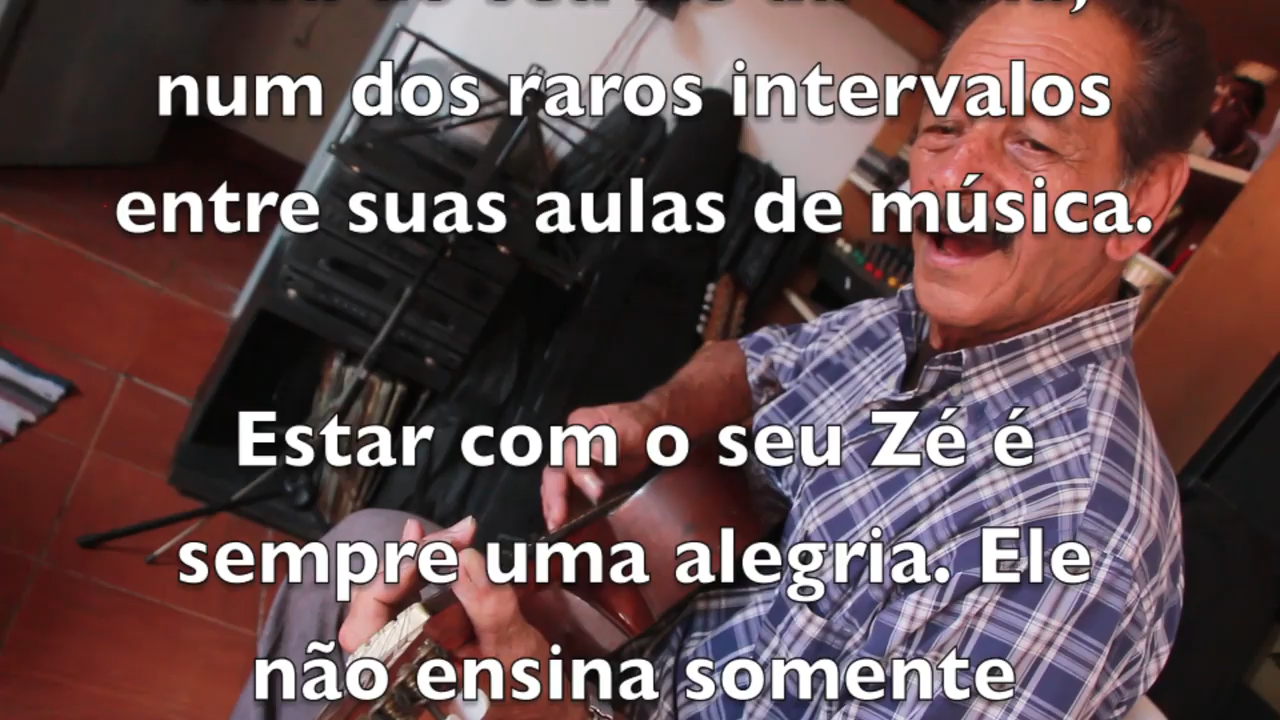 num dos raros intervalos
entre suas aulas de música.
Estar com o seu Zé é
sempre uma alegria. Ele
não ensina somente